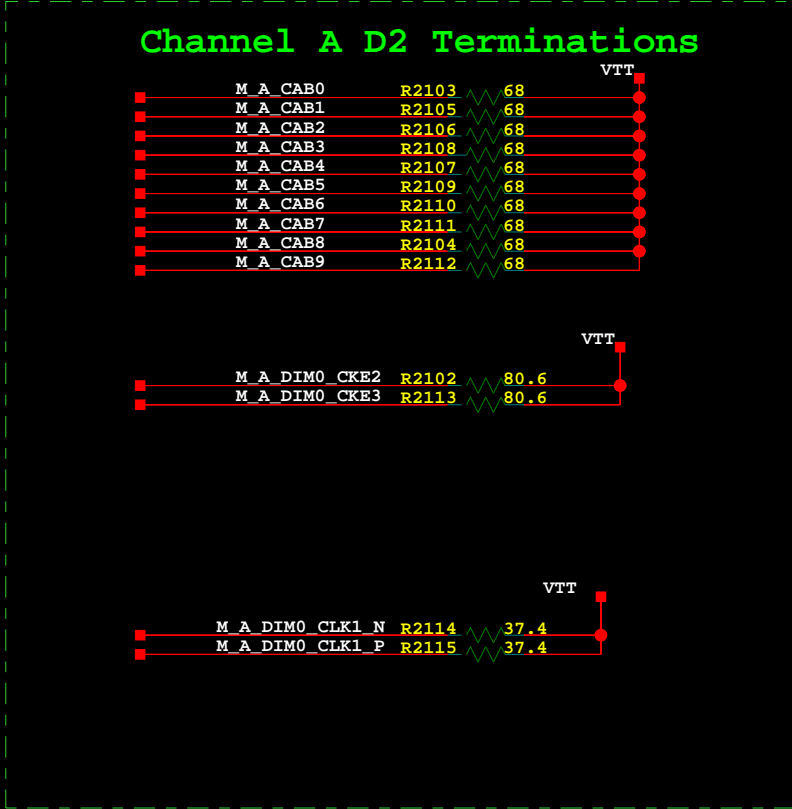 Channel A D2 Terminations
VTT
M_A_CAB0 R2103 68
M_A_CAB1 R2105 68
M_A_CAB2 R2106 68
M_A_CAB3 R2108 68
M_A_CAB4 R2107 68
M_A_CAB5 R2109 68
M_A_CAB6 R2110 68
M_A_CAB7 R2111 68
M_A_CAB8 R2104 68
M_A_CAB9 R2112 68
VTT
M_A_DIM0_CKE2 R2102 80.6
M_A_DIM0_CKE3 R2113 80.6
VTT
M_A_DIM0_CLK1_N R2114 37.4
M_A_DIM0_CLK1_P R2115 37.4